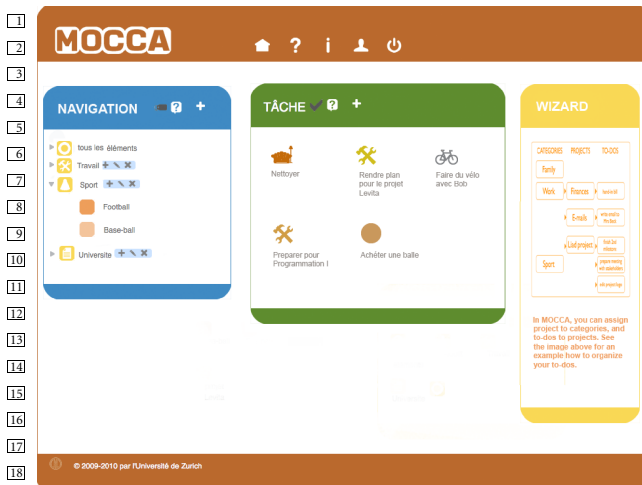 1
2
3
4
5
6
7
8
9
10
11
12
13
14
15
16
17
18
MOCCA
NAVIGATION
tous les éléments
Travail
Sport
Football
Base-ball
Universite
TÂCHE
Nettoyer
Rendre plan
pour le projet
Levita
Faire du vélo
avec Bob
Preparer pour
Programmation I
Achéter une balle
WIZARD
CATEGORIES PROJECTS TO-DOS
Family
Work Finances
E-mails
Sport
In MOCCA, you can assign
project to categories, and
to-dos to projects. See
the image above for an
example how to organize
your to-dos.
© 2009-2010 par l'Université de Zurich